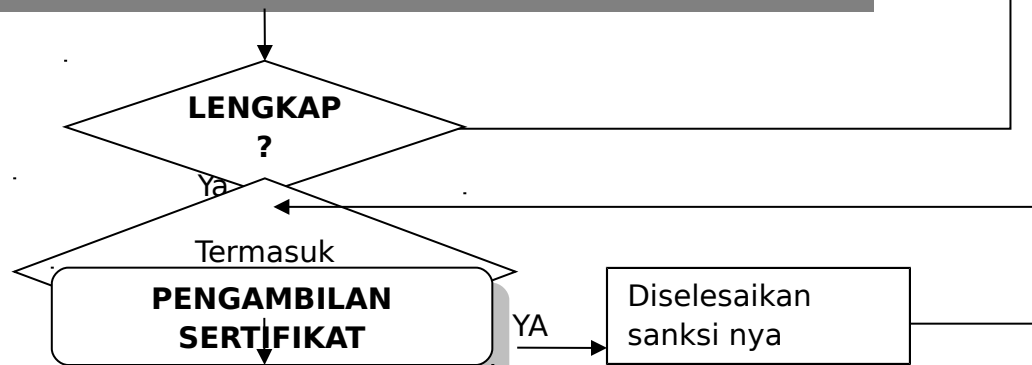 LENGKAP
?
Ya
Termasuk
PENGAMBILAN
SERTIFIKAT
YA
Diselesaikan
sanksi nya